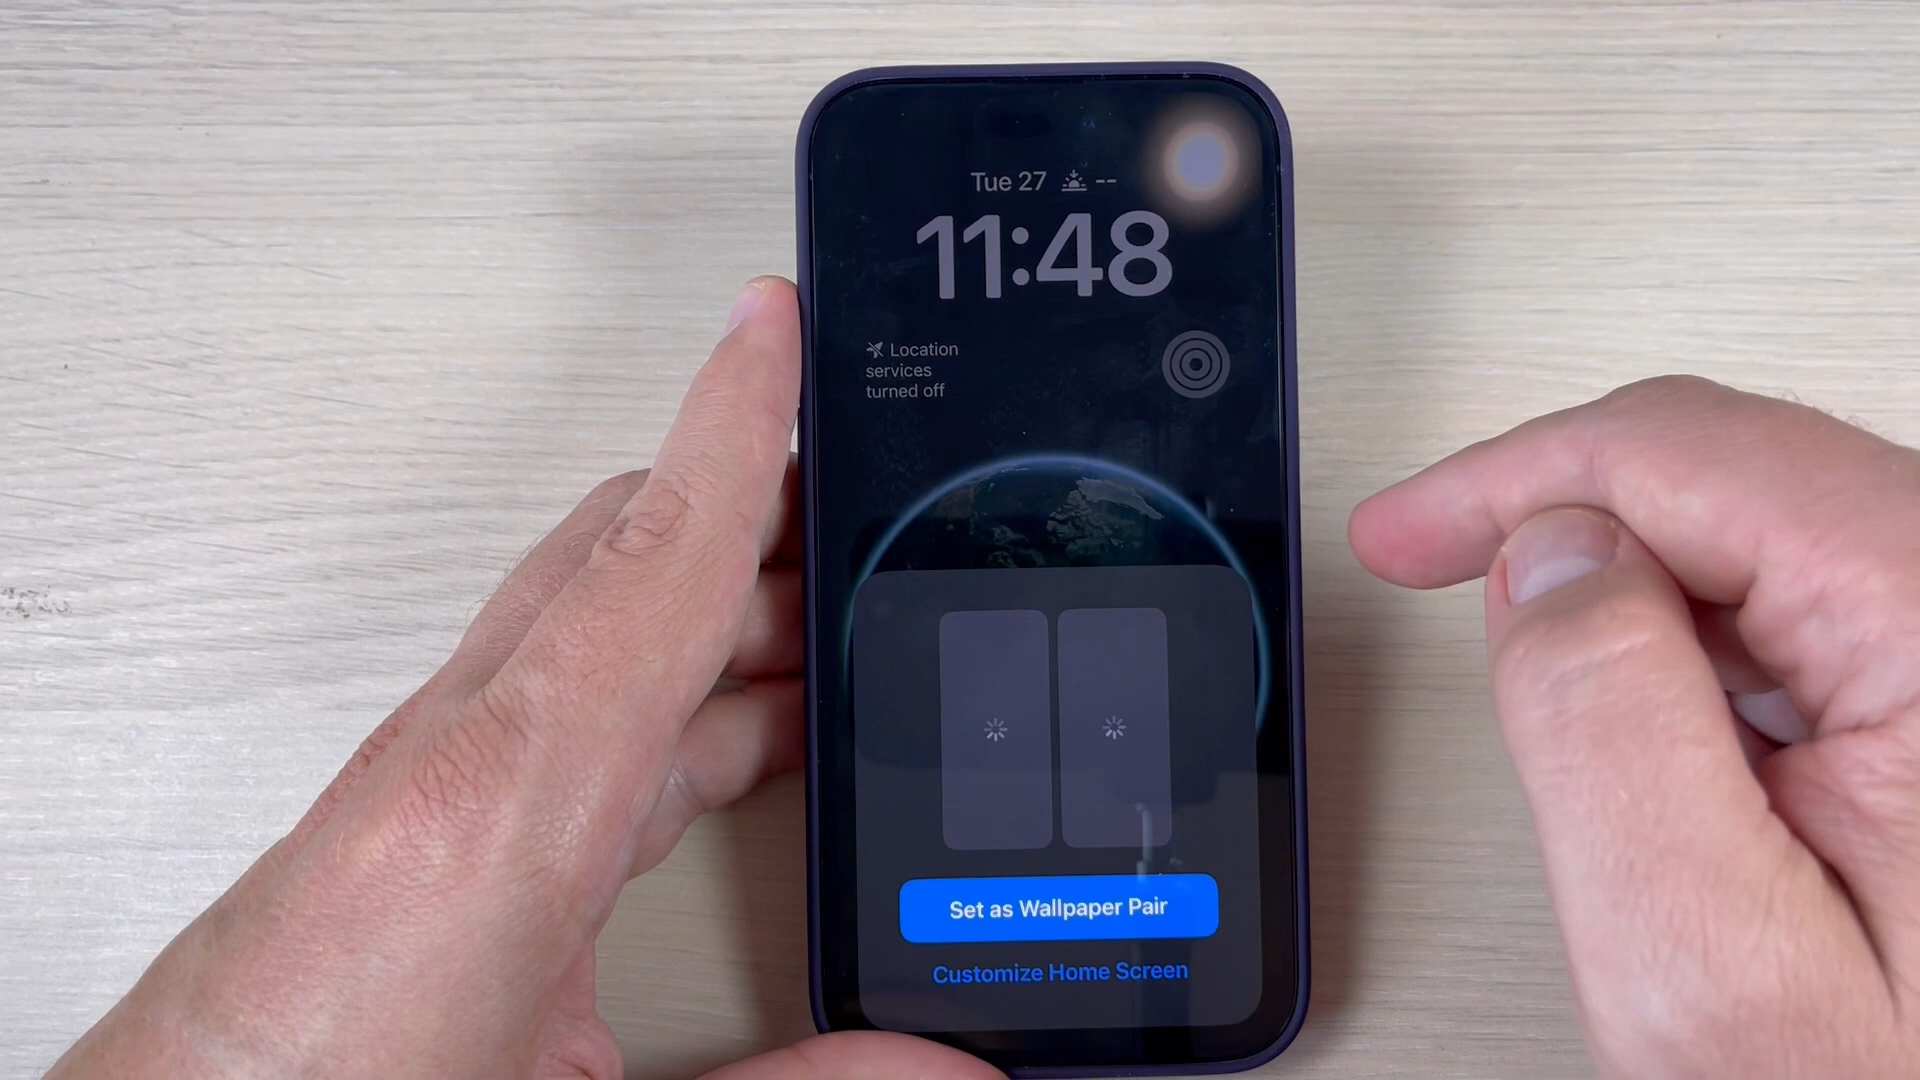 Tue 27 --
11:48
Location
services
turned off
Set as Wallpaper Pair
Customize Home Screen